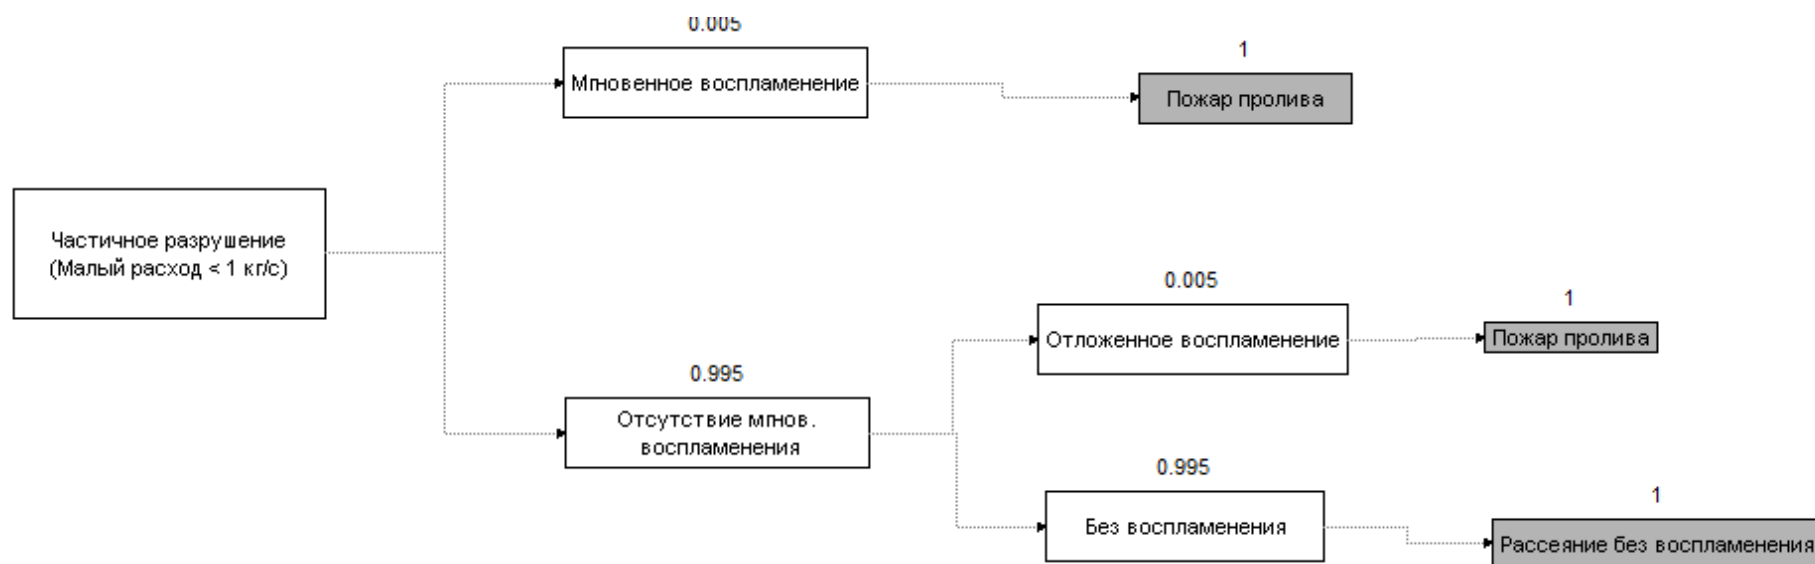 0.005
Мгновенное воспламенение
1
Пожар пролива
Частичное разрушение
(Малый расход < 1 кг/с)
0.005
Отложенное воспламенение
1
Пожар пролива
0.995
Отсутствие мгнов.
воспламенения
0.995
Без воспламенения
1
Рассеяние без воспламенения